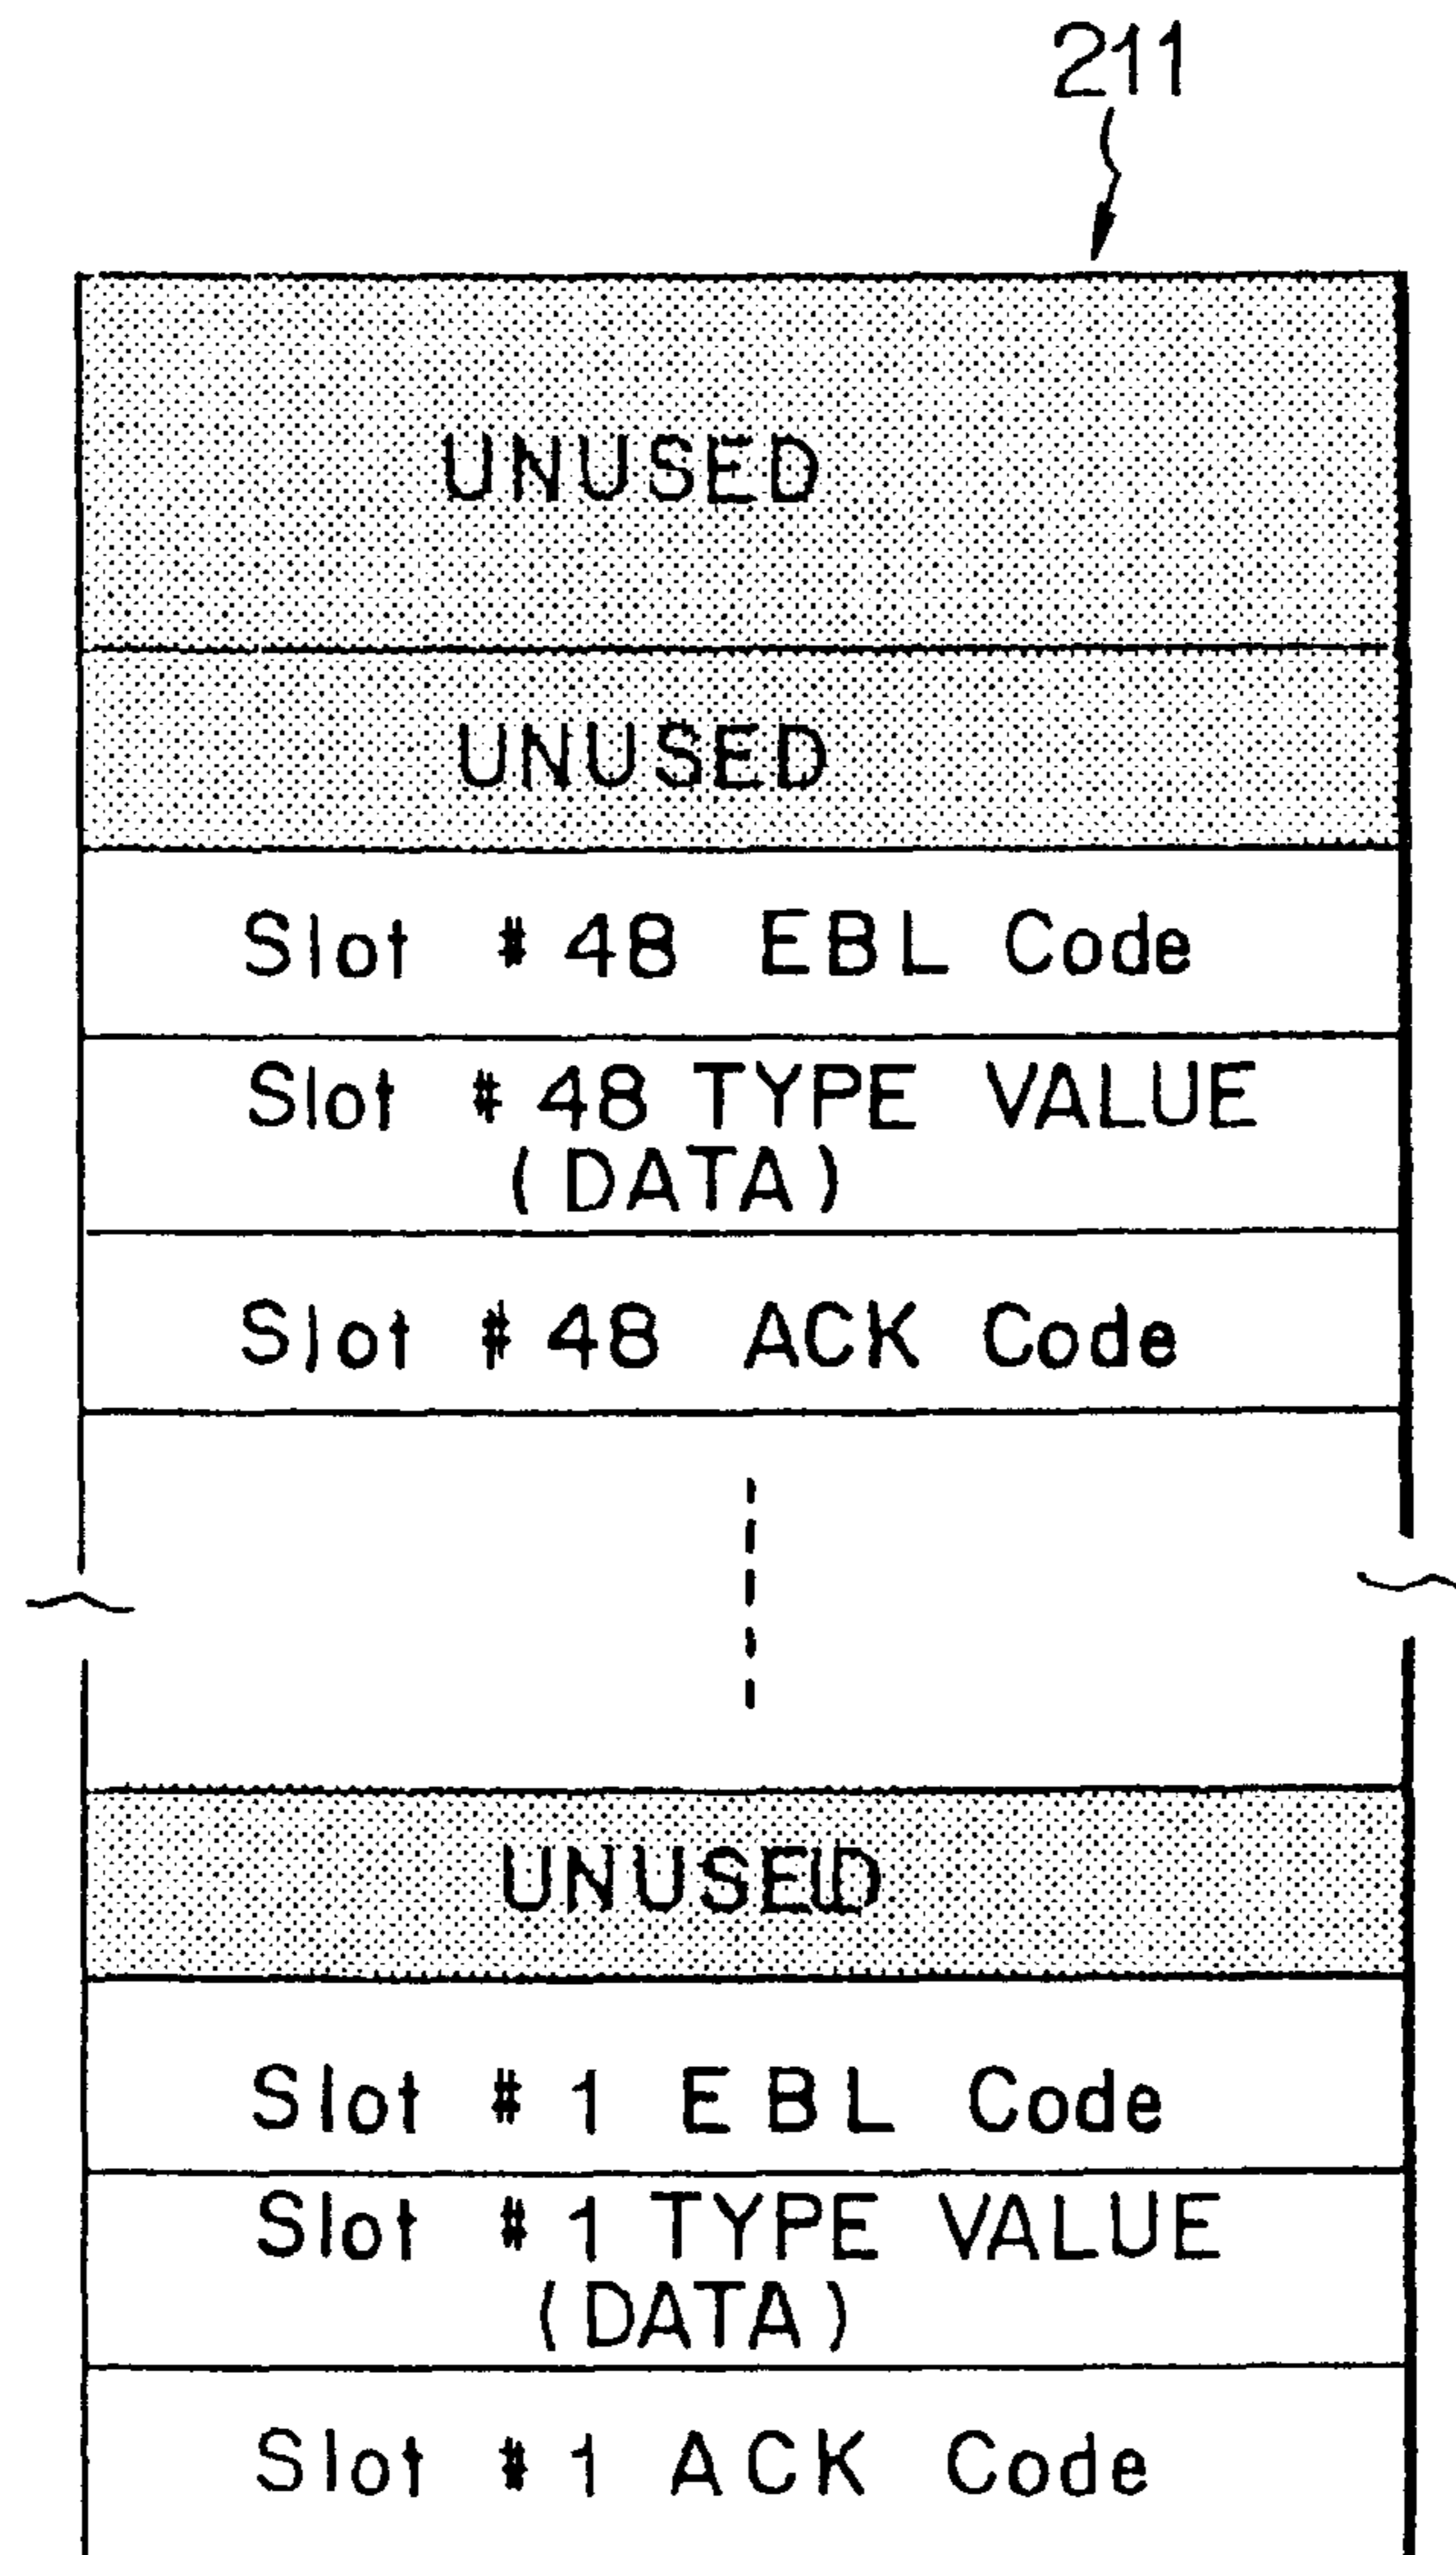 211
UNUSED
UNUSED
Slot # 48 EBL Code
Slot # 48 TYPE VALUE
(DATA)
Slot # 48 ACK Code
UNUSED
Slot # 1 EBL Code
Slot # 1 TYPE VALUE
(DATA)
Slot # 1 ACK Code